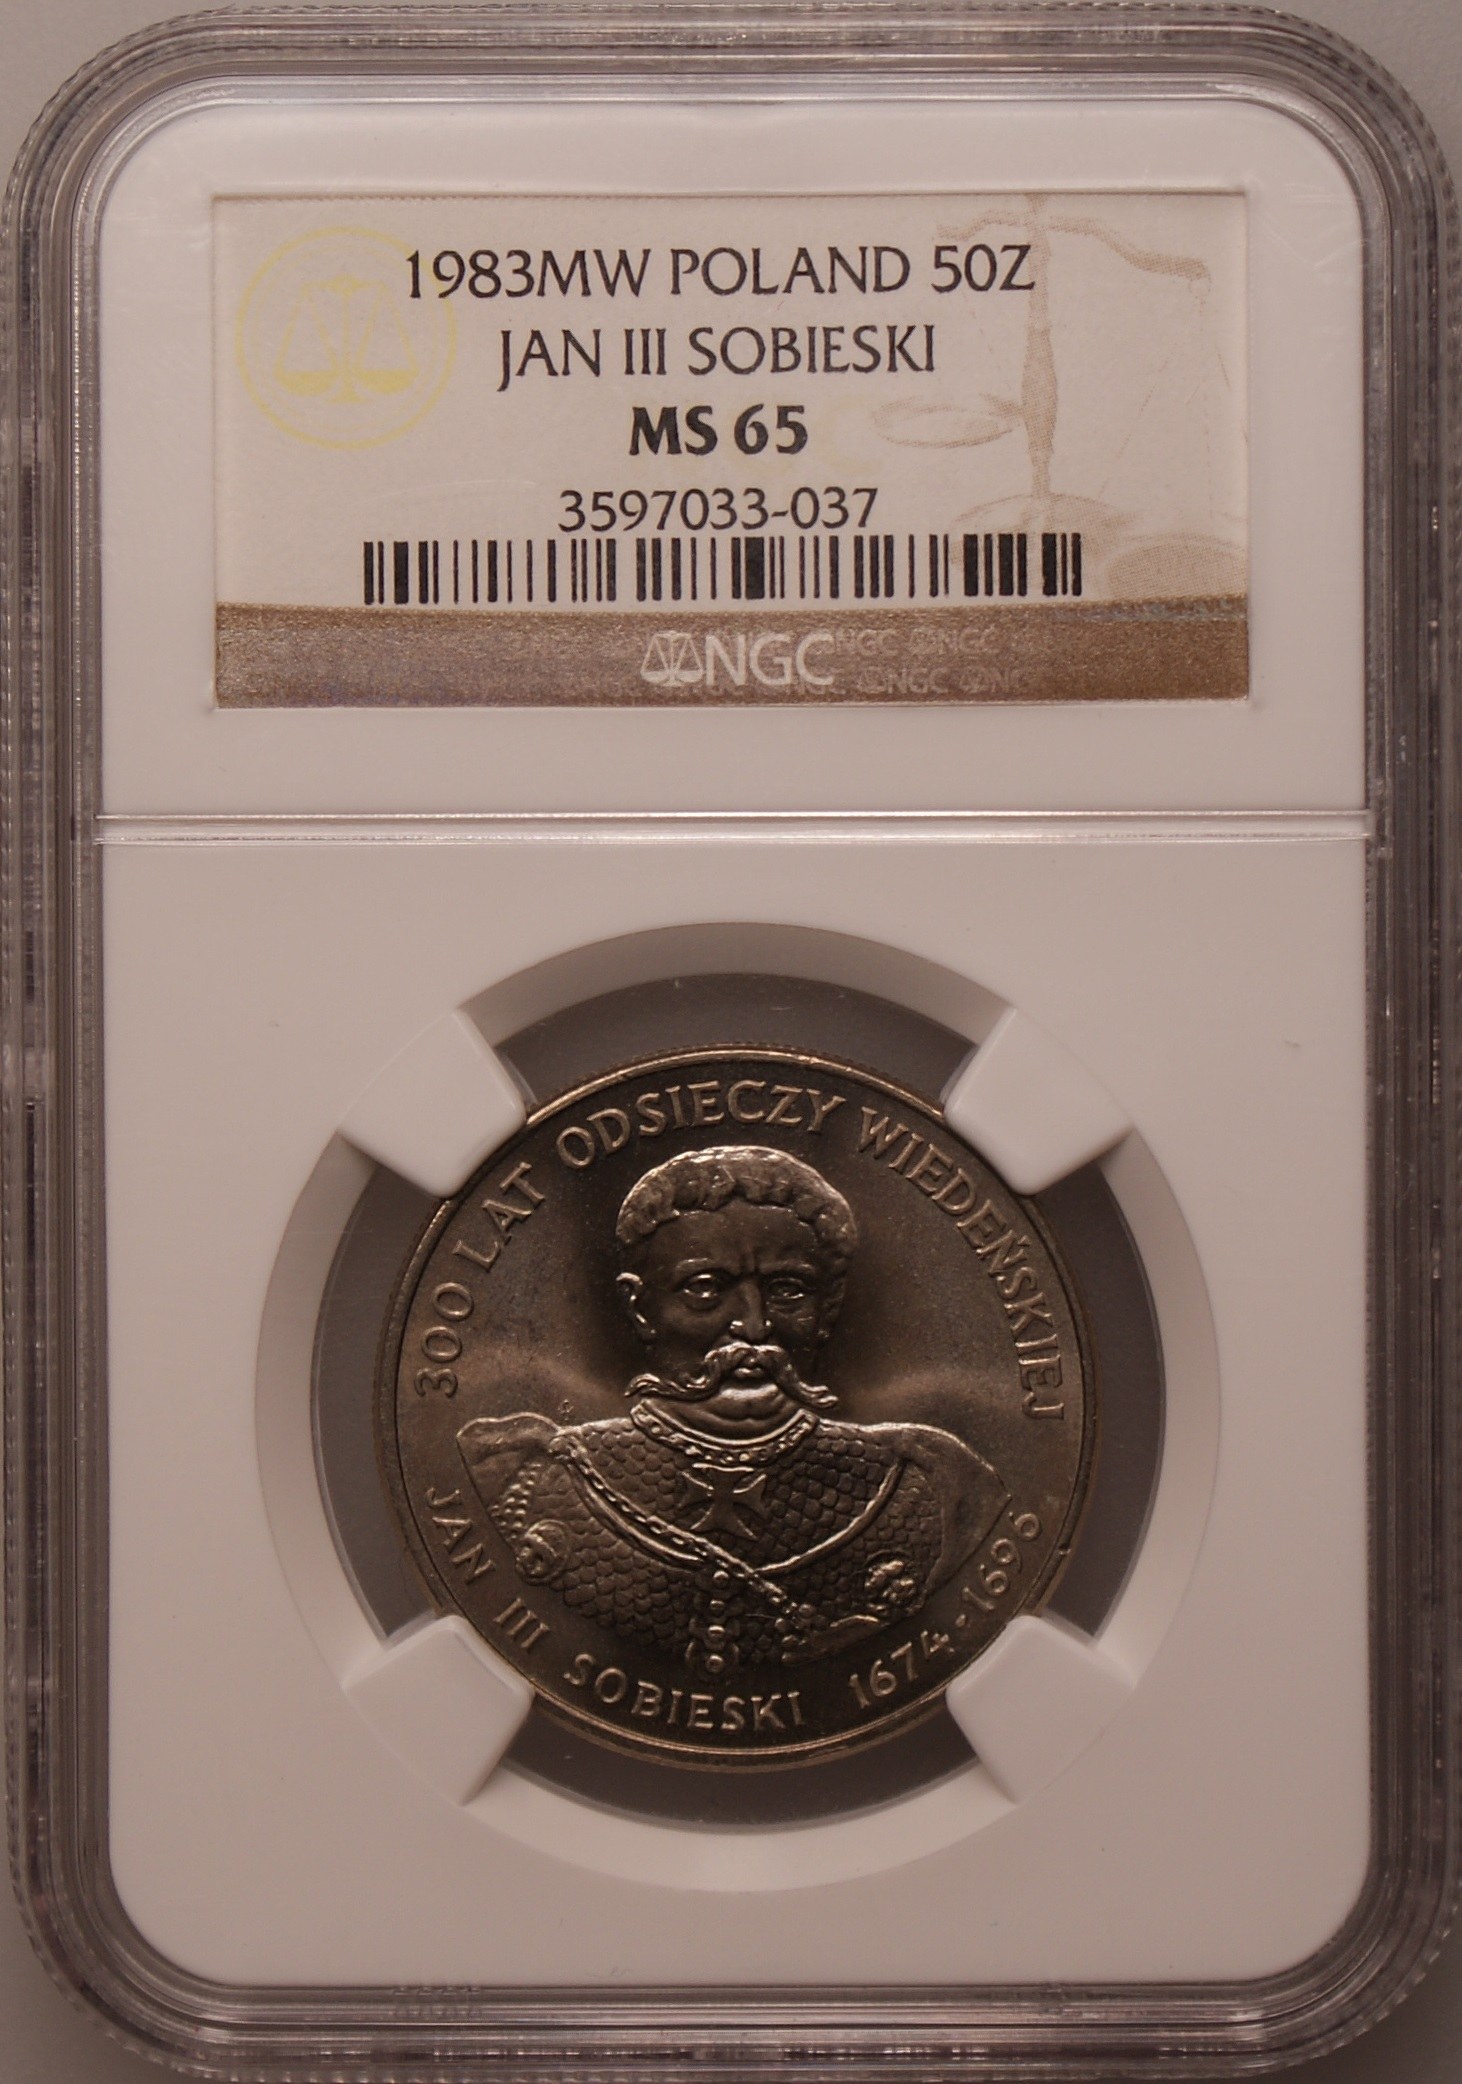 1983MW POLAND 50Z
JAN III SOBIESKI
MS 65
3597033-037
NGC
300 LAT ODSIECZY WIEDEŃSKIEJ
JAN III SOBIESKI 1674-1696